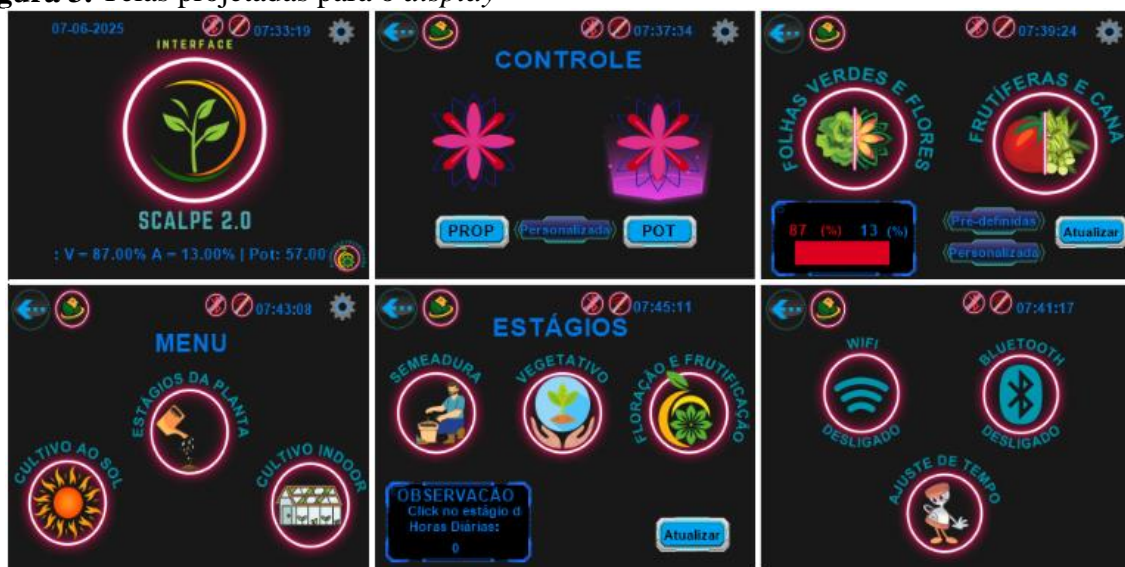 gura 3. Telas projetadas para o display
07-06-2025
07:33:19
INTERFACE
SCALPE 2.0
: V = 87.00% A = 13.00% | Pot: 57.00
07:37:34
CONTROLE
PROP
Personalizada
POT
07:39:24
FOLHAS VERDES E FLORES
FRUTÍFERAS E CANA
87 (%) 13 (%)
Pré-definidas
Personalizada
Atualizar
07:43:08
MENU
ESTÁGIOS DA PLANTA
CULTIVO AO SOL
CULTIVO INDOOR
07:45:11
ESTÁGIOS
SEMEADURA
VEGETATIVO
FLORAÇÃO E FRUTIFICAÇÃO
OBSERVACÃO
Click no estágio d
Horas Diárias:
0
Atualizar
07:41:17
WIFI
DESLIGADO
BLUETOOTH
DESLIGADO
AJUSTE DE TEMPO